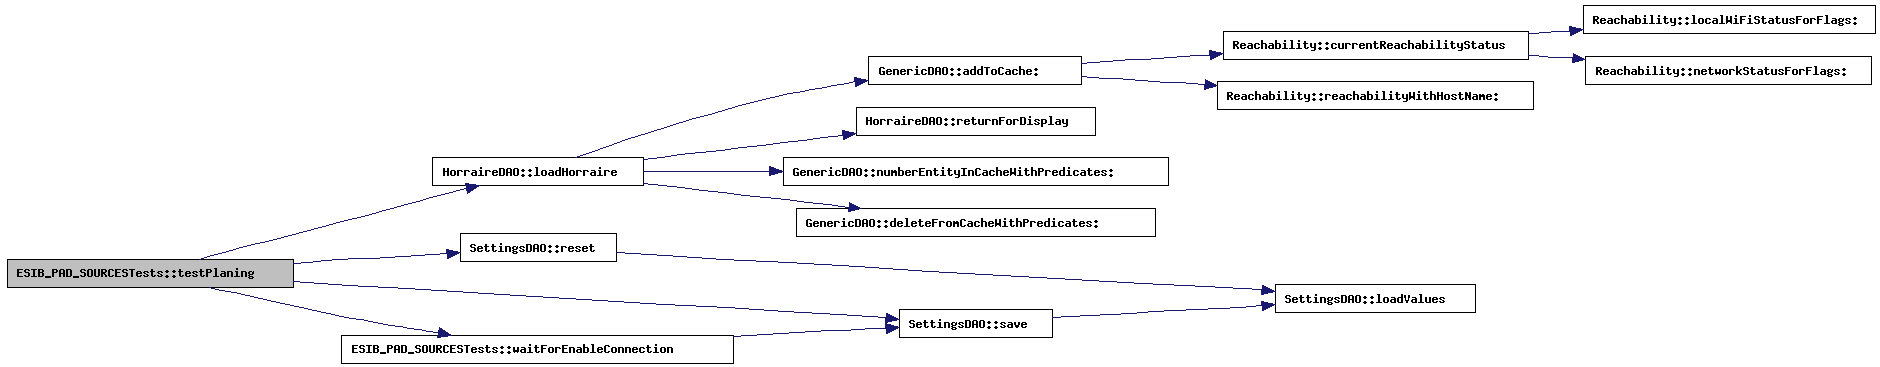 Reachability::localWiFiStatusForFlags:
Reachability::currentReachabilityStatus
GenericDAO::addToCache:
Reachability::networkStatusForFlags:
Reachability::reachabilityWithHostName:
HorraireDAO::returnForDisplay
HorraireDAO::loadHorraire
GenericDAO::numberEntityInCacheWithPredicates:
GenericDAO::deleteFromCacheWithPredicates:
SettingsDAO::reset
ESIB_PAD_SOURCESTests::testPlaning
SettingsDAO::loadValues
SettingsDAO::save
ESIB_PAD_SOURCESTests::waitForEnableConnection